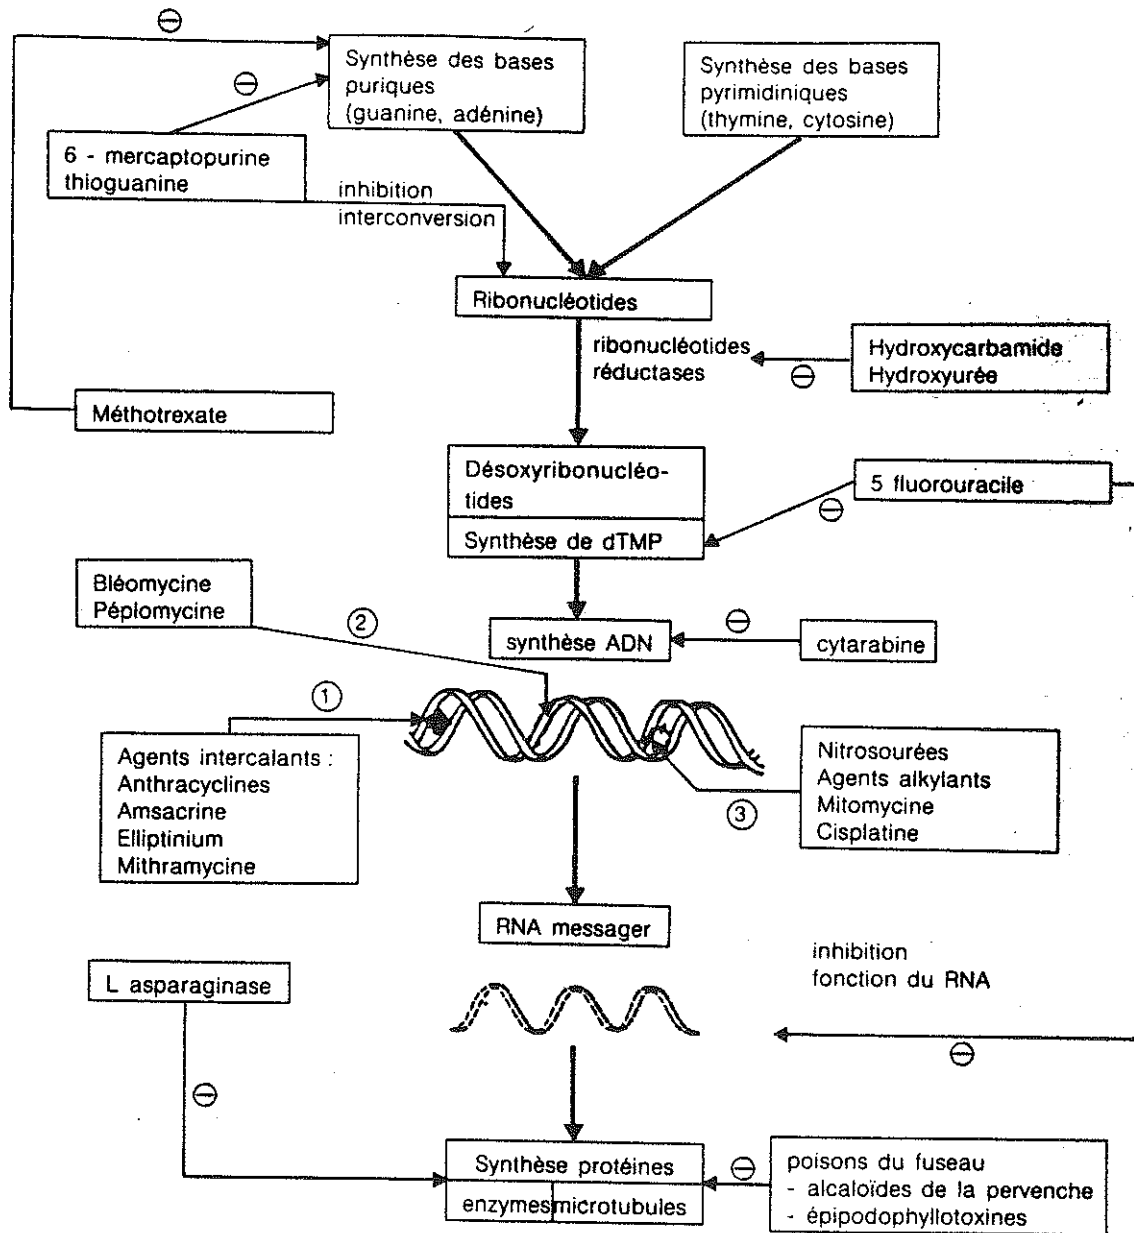 ⊖
Synthèse des bases
puriques
(guanine, adénine)
Synthèse des bases
pyrimidiniques
(thymine, cytosine)
⊖
6 - mercaptopurine
thioguanine
inhibition
interconversion
Ribonucléotides
ribonucléotides
réductases
⊖
Hydroxycarbamide
Hydroxyurée
Méthotrexate
Désoxyribonucléo-
tides
Synthèse de dTMP
⊖
5 fluorouracile
Bléomycine
Péplomycine
②
synthèse ADN
⊖
cytarabine
①
Agents intercalants :
Anthracyclines
Amsacrine
Elliptinium
Mithramycine
③
Nitrosourées
Agents alkylants
Mitomycine
Cisplatine
RNA messager
inhibition
fonction du RNA
⊖
L asparaginase
⊖
Synthèse protéines
enzymes microtubules
⊖
poisons du fuseau
- alcaloïdes de la pervenche
- épipodophyllotoxines